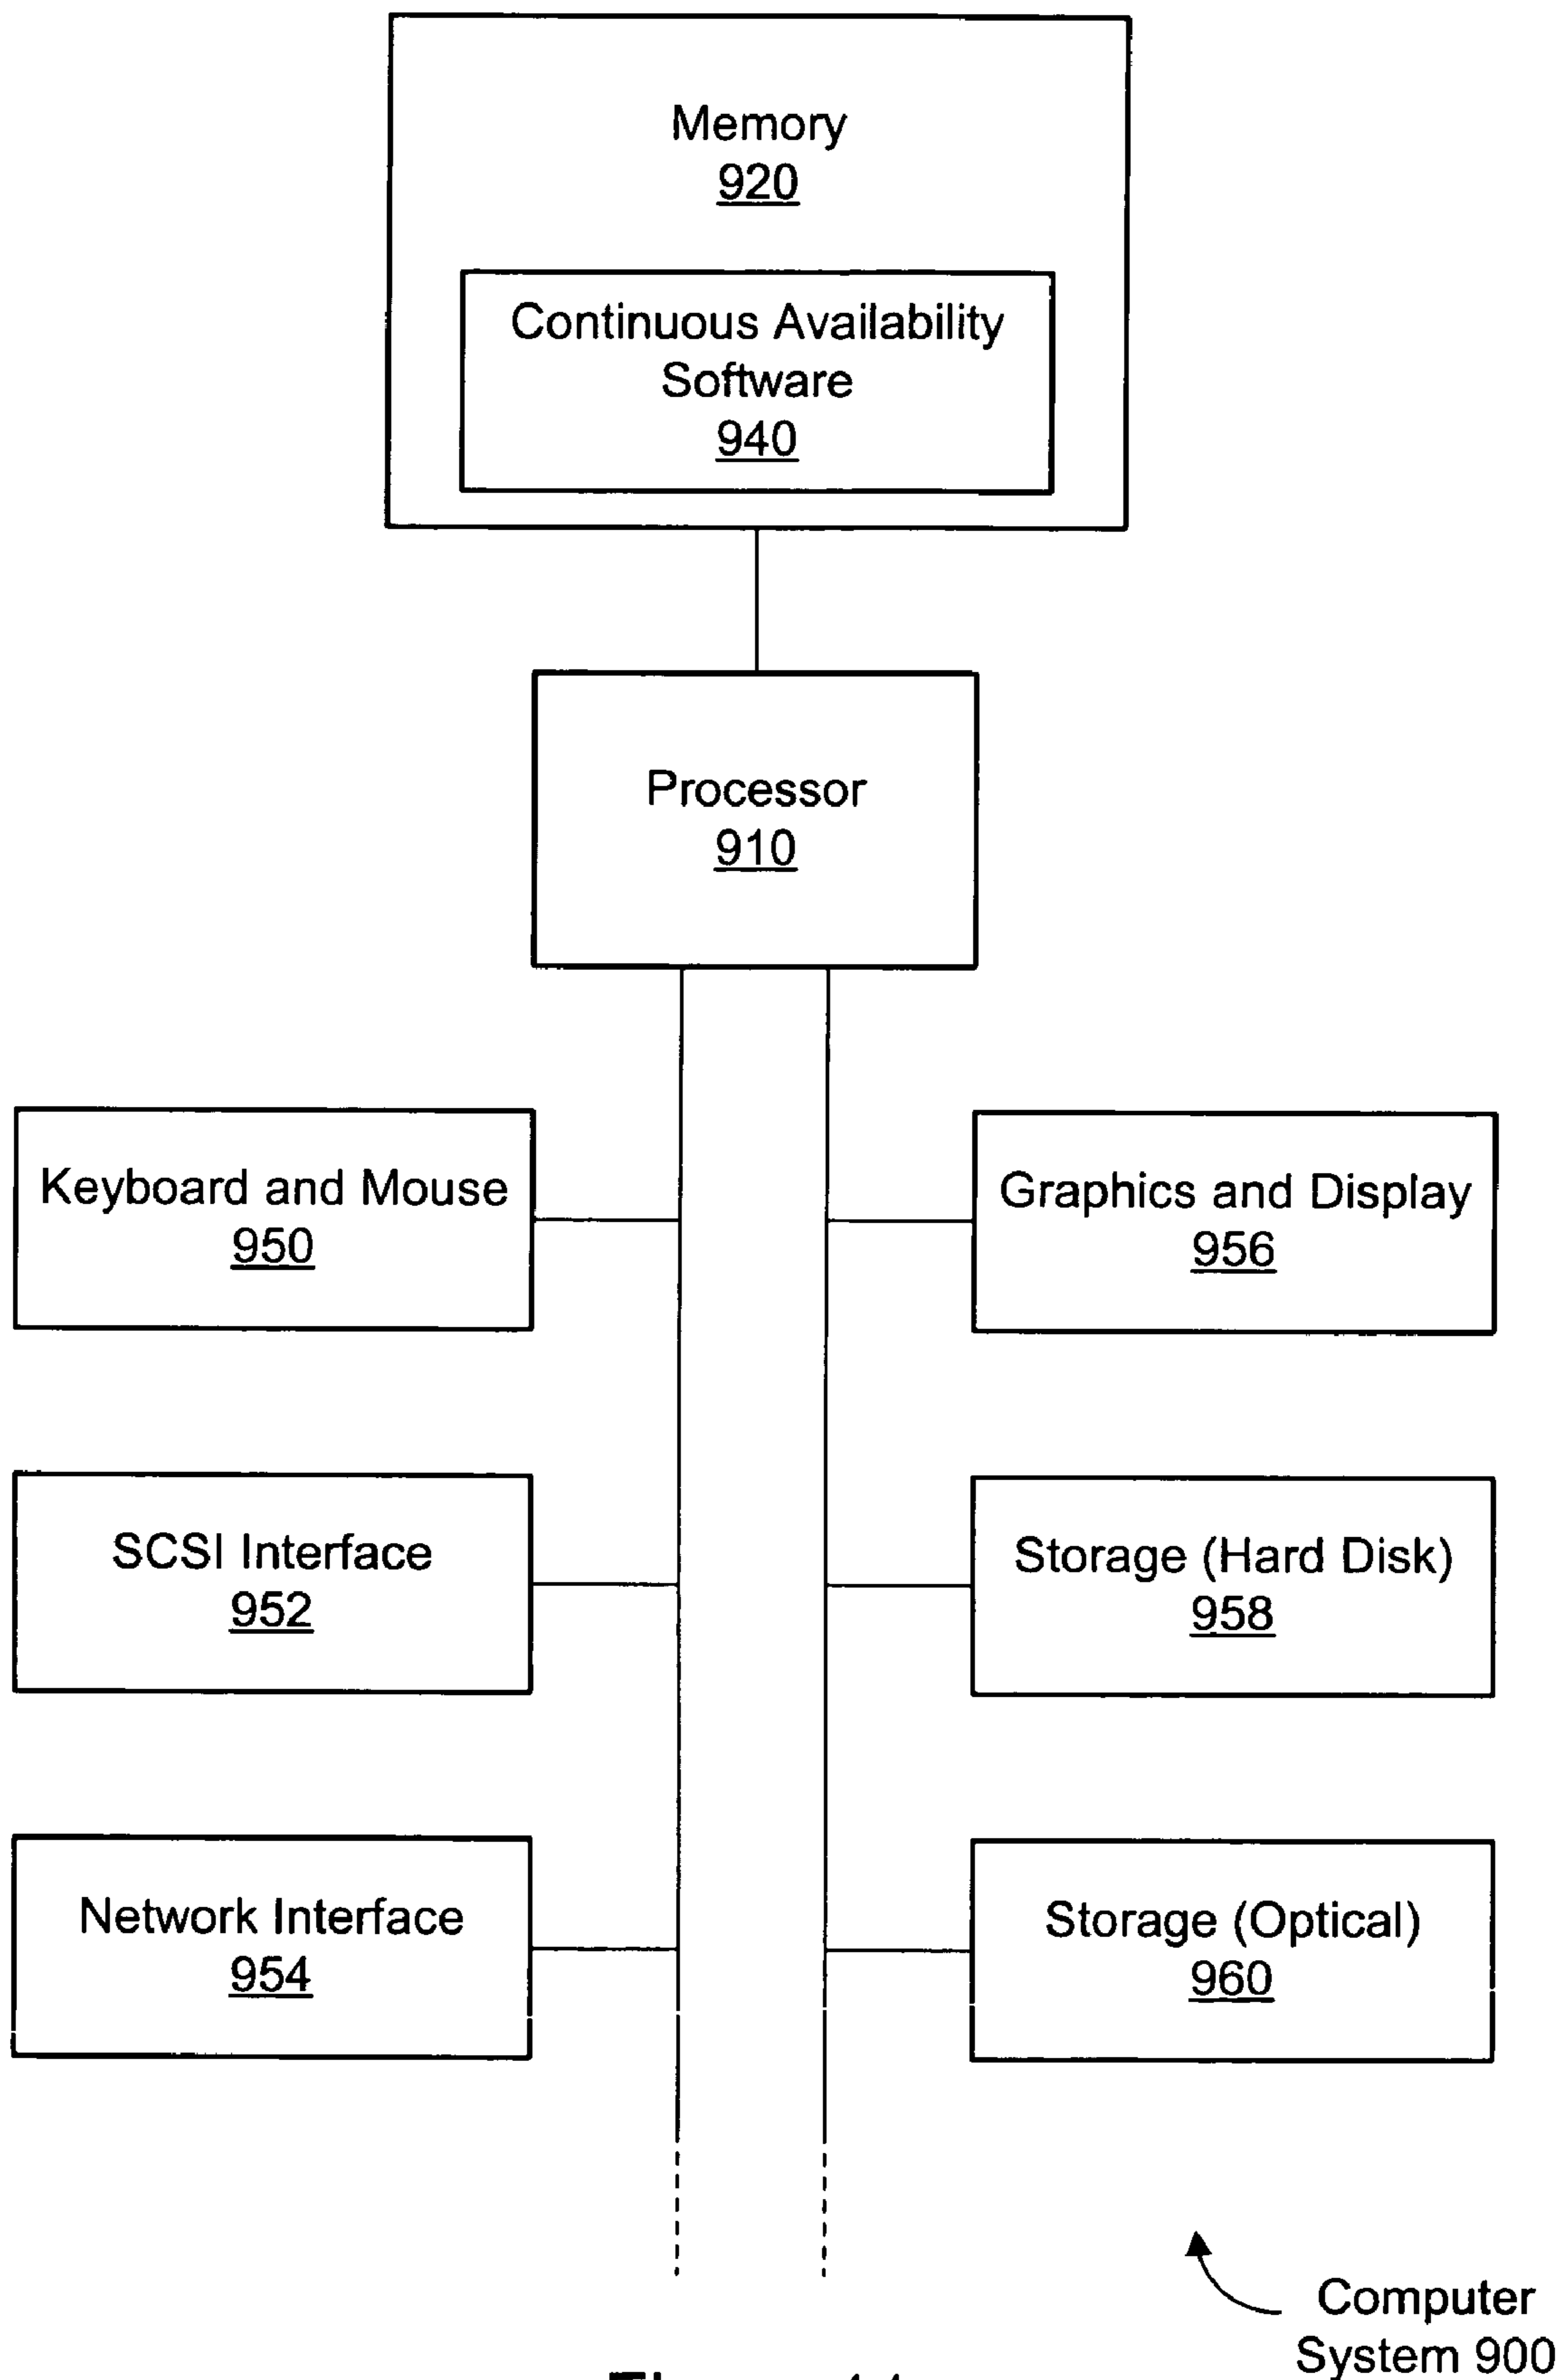 Memory
920
Continuous Availability
Software
940
Processor
910
Keyboard and Mouse
950
Graphics and Display
956
SCSI Interface
952
Storage (Hard Disk)
958
Network Interface
954
Storage (Optical)
960
Computer
System 900